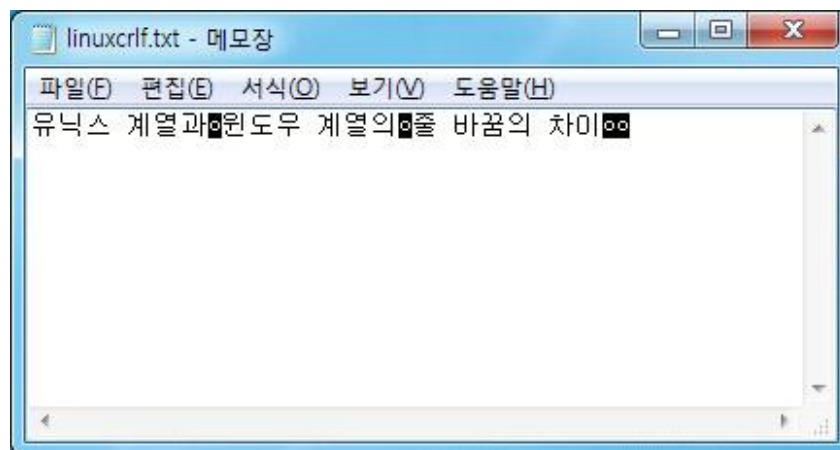 linuxcrlf.txt - 메모장
파일(F) 편집(E) 서식(O) 보기(V) 도움말(H)
유닉스 계열과◙윈도우 계열의◙줄 바꿈의 차이◙◙